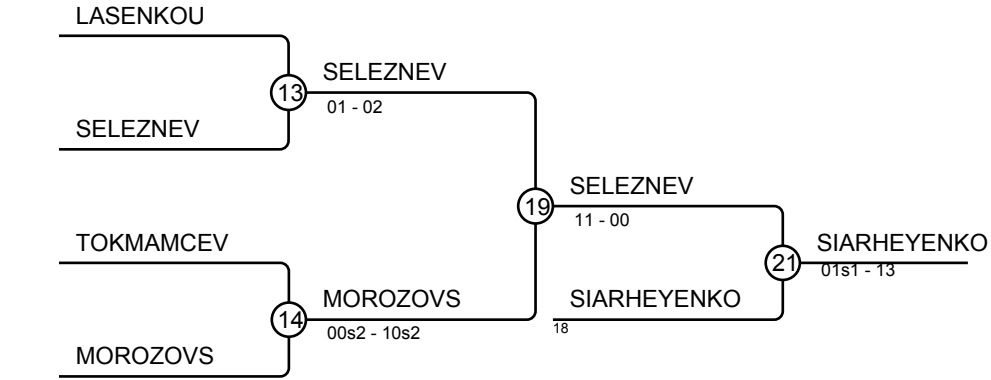 LASENKOU
SELEZNEV
13
01 - 02
SELEZNEV
SELEZNEV
19
11 - 00
TOKMAMCEV
SIARHEYENKO
21
01s1 - 13
MOROZOVS
14
00s2 - 10s2
SIARHEYENKO
18
MOROZOVS